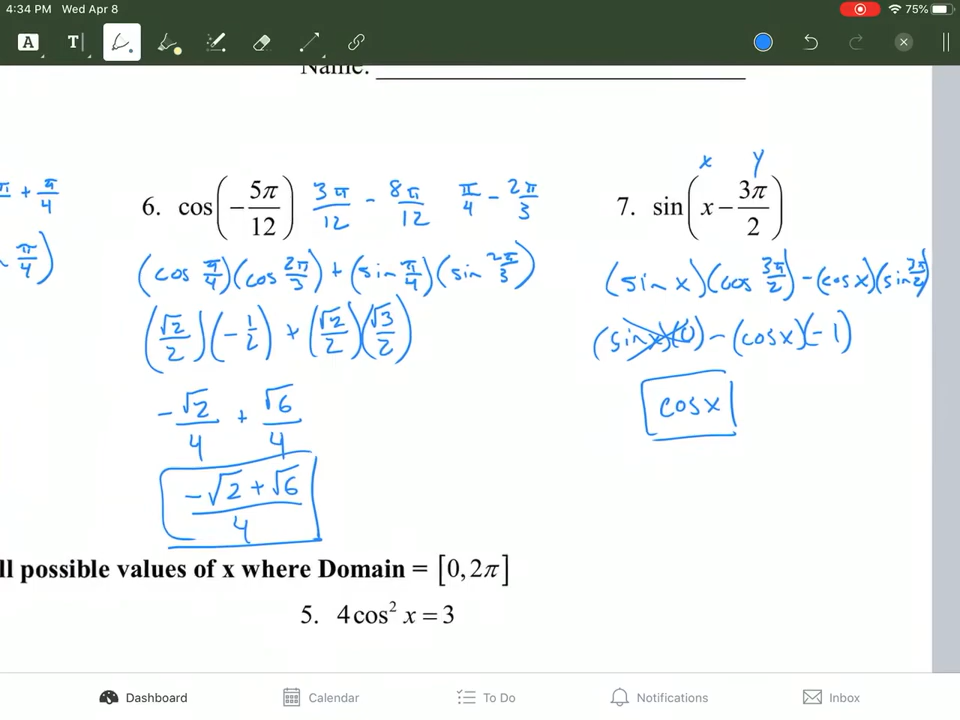 4:34 PM Wed Apr 8
75%
A T
Name:
π + π/4
π/4)
6. cos(-5π/12) 3π/12 - 8π/12 π/4 - 2π/3
(cos π/4)(cos 2π/3) + (sin π/4)(sin 2π/3)
(√2/2)(-1/2) + (√2/2)(√3/2)
-√2/4 + √6/4
-√2 + √6 / 4
x y
7. sin(x - 3π/2)
(sin x)(cos 3π/2) - (cos x)(sin 3π/2)
(sin x)(0) - (cos x)(-1)
cos x
ll possible values of x where Domain = [0, 2π]
5. 4cos² x = 3
Dashboard Calendar To Do Notifications Inbox